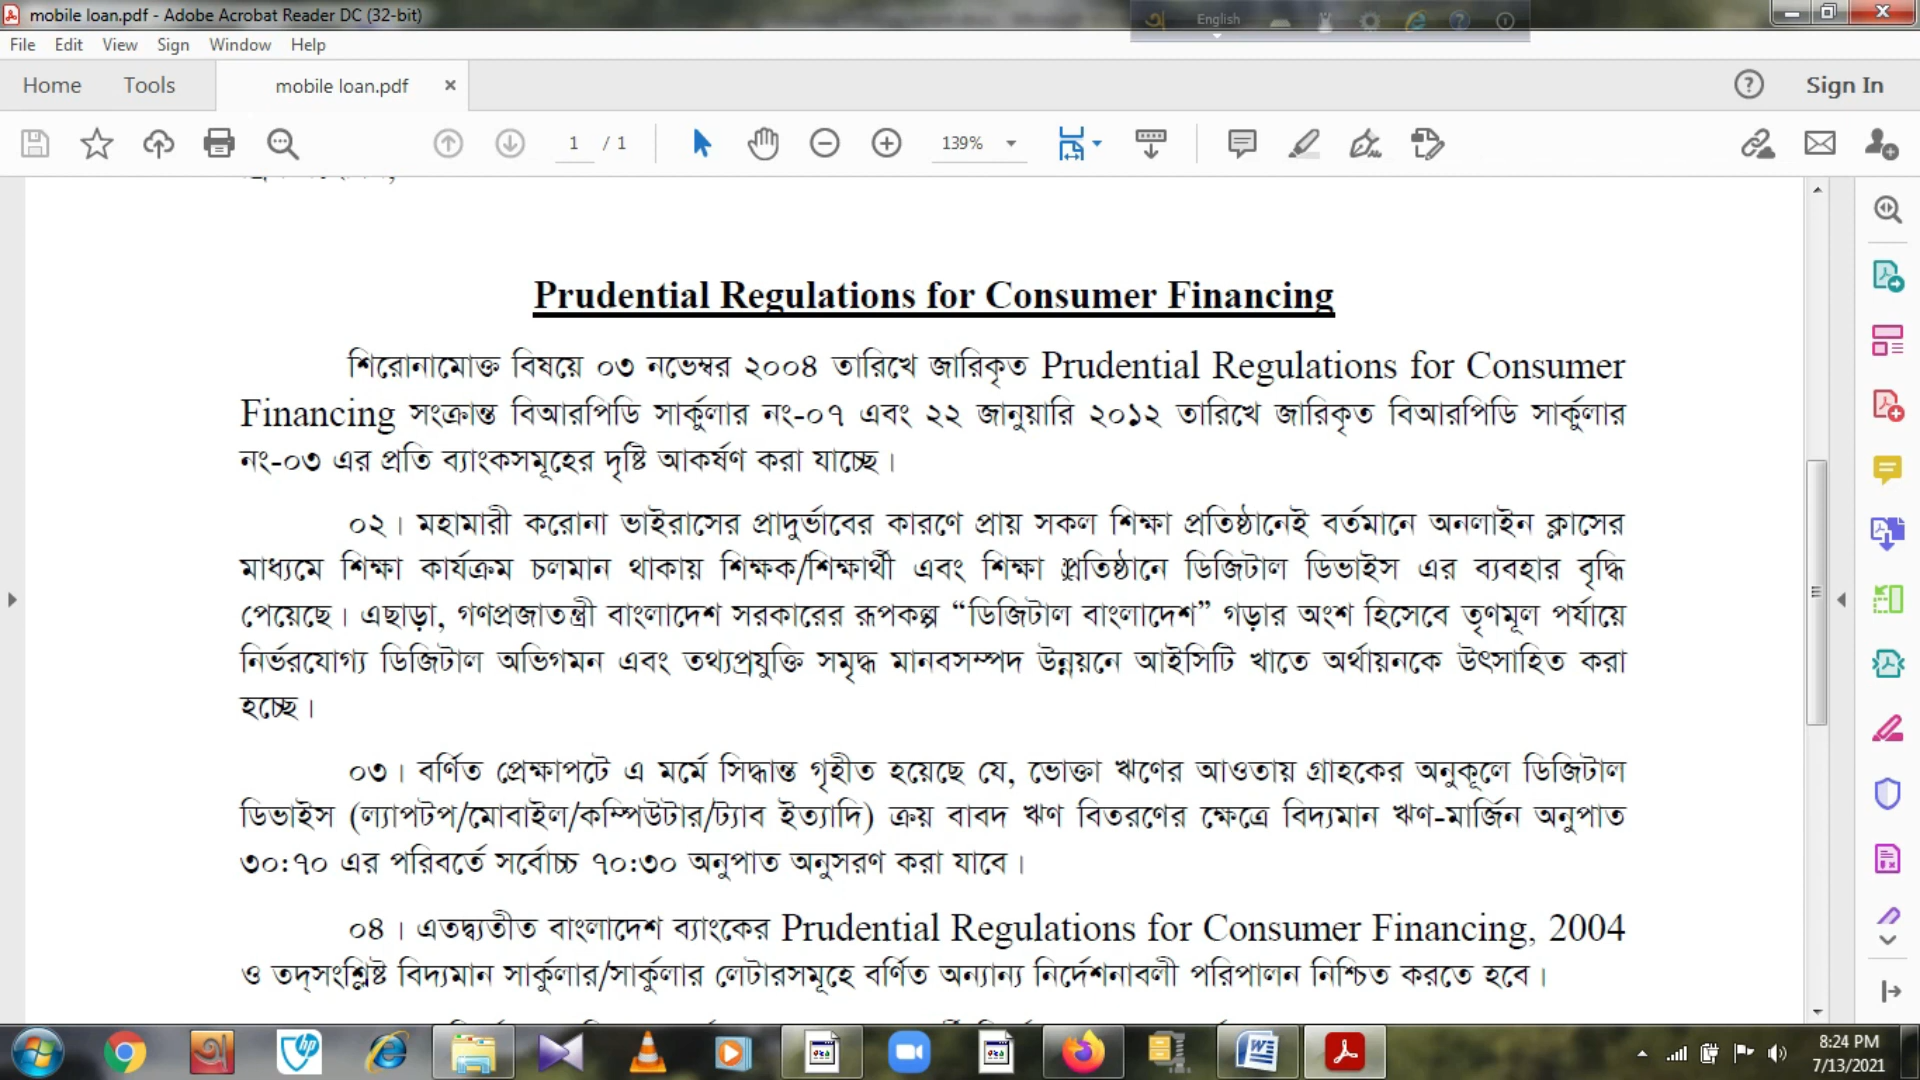 mobile loan.pdf - Adobe Acrobat Reader DC (32-bit)
English
File Edit View Sign Window Help
Home Tools mobile loan.pdf Sign In
1 / 1 139%
Prudential Regulations for Consumer Financing
শিরোনামোক্ত বিষয়ে ০৩ নভেম্বর ২০০৪ তারিখে জারিকৃত Prudential Regulations for Consumer
Financing সংক্রান্ত বিআরপিডি সার্কুলার নং-০৭ এবং ২২ জানুয়ারি ২০১২ তারিখে জারিকৃত বিআরপিডি সার্কুলার
নং-০৩ এর প্রতি ব্যাংকসমূহের দৃষ্টি আকর্ষণ করা যাচ্ছে।
০২। মহামারী করোনা ভাইরাসের প্রাদুর্ভাবের কারণে প্রায় সকল শিক্ষা প্রতিষ্ঠানেই বর্তমানে অনলাইন ক্লাসের
মাধ্যমে শিক্ষা কার্যক্রম চলমান থাকায় শিক্ষক/শিক্ষার্থী এবং শিক্ষা প্রতিষ্ঠানে ডিজিটাল ডিভাইস এর ব্যবহার বৃদ্ধি
পেয়েছে। এছাড়া, গণপ্রজাতন্ত্রী বাংলাদেশ সরকারের রূপকল্প “ডিজিটাল বাংলাদেশ” গড়ার অংশ হিসেবে তৃণমূল পর্যায়ে
নির্ভরযোগ্য ডিজিটাল অভিগমন এবং তথ্যপ্রযুক্তি সমৃদ্ধ মানবসম্পদ উন্নয়নে আইসিটি খাতে অর্থায়নকে উৎসাহিত করা
হচ্ছে।
০৩। বর্ণিত প্রেক্ষাপটে এ মর্মে সিদ্ধান্ত গৃহীত হয়েছে যে, ভোক্তা ঋণের আওতায় গ্রাহকের অনুকূলে ডিজিটাল
ডিভাইস (ল্যাপটপ/মোবাইল/কম্পিউটার/ট্যাব ইত্যাদি) ক্রয় বাবদ ঋণ বিতরণের ক্ষেত্রে বিদ্যমান ঋণ-মার্জিন অনুপাত
৩০:৭০ এর পরিবর্তে সর্বোচ্চ ৭০:৩০ অনুপাত অনুসরণ করা যাবে।
০৪। এতদ্ব্যতীত বাংলাদেশ ব্যাংকের Prudential Regulations for Consumer Financing, 2004
ও তদ্‌সংশ্লিষ্ট বিদ্যমান সার্কুলার/সার্কুলার লেটারসমূহে বর্ণিত অন্যান্য নির্দেশনাবলী পরিপালন নিশ্চিত করতে হবে।
8:24 PM
7/13/2021